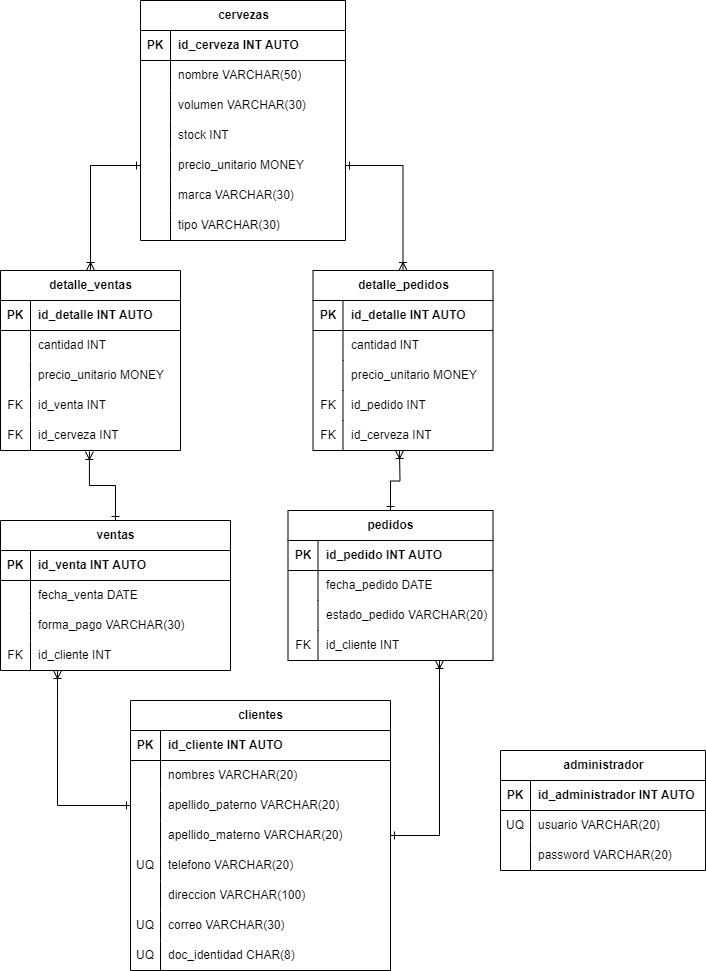 cervezas
PK id_cerveza INT AUTO
nombre VARCHAR(50)
volumen VARCHAR(30)
stock INT
precio_unitario MONEY
marca VARCHAR(30)
tipo VARCHAR(30)
detalle_ventas
PK id_detalle INT AUTO
cantidad INT
precio_unitario MONEY
FK id_venta INT
FK id_cerveza INT
detalle_pedidos
PK id_detalle INT AUTO
cantidad INT
precio_unitario MONEY
FK id_pedido INT
FK id_cerveza INT
ventas
PK id_venta INT AUTO
fecha_venta DATE
forma_pago VARCHAR(30)
FK id_cliente INT
pedidos
PK id_pedido INT AUTO
fecha_pedido DATE
estado_pedido VARCHAR(20)
FK id_cliente INT
clientes
PK id_cliente INT AUTO
nombres VARCHAR(20)
apellido_paterno VARCHAR(20)
apellido_materno VARCHAR(20)
UQ telefono VARCHAR(20)
direccion VARCHAR(100)
UQ correo VARCHAR(30)
UQ doc_identidad CHAR(8)
administrador
PK id_administrador INT AUTO
UQ usuario VARCHAR(20)
password VARCHAR(20)